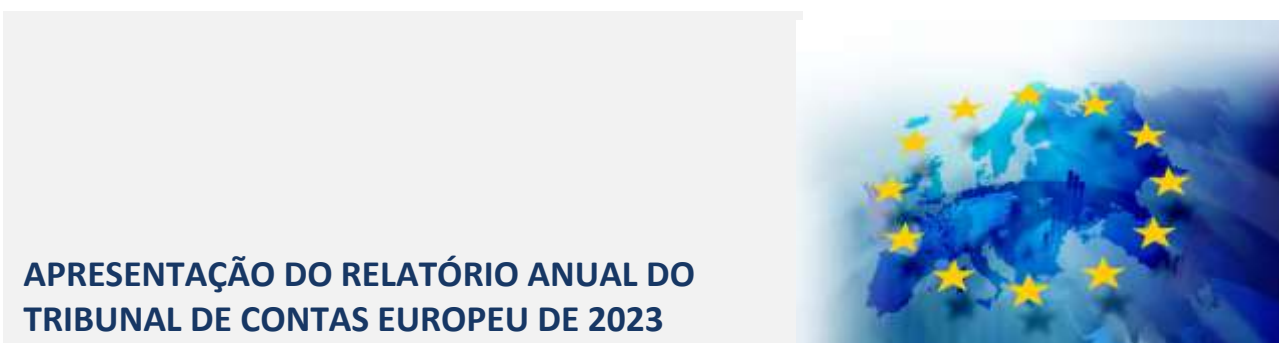 APRESENTAÇÃO DO RELATÓRIO ANUAL DO
TRIBUNAL DE CONTAS EUROPEU DE 2023